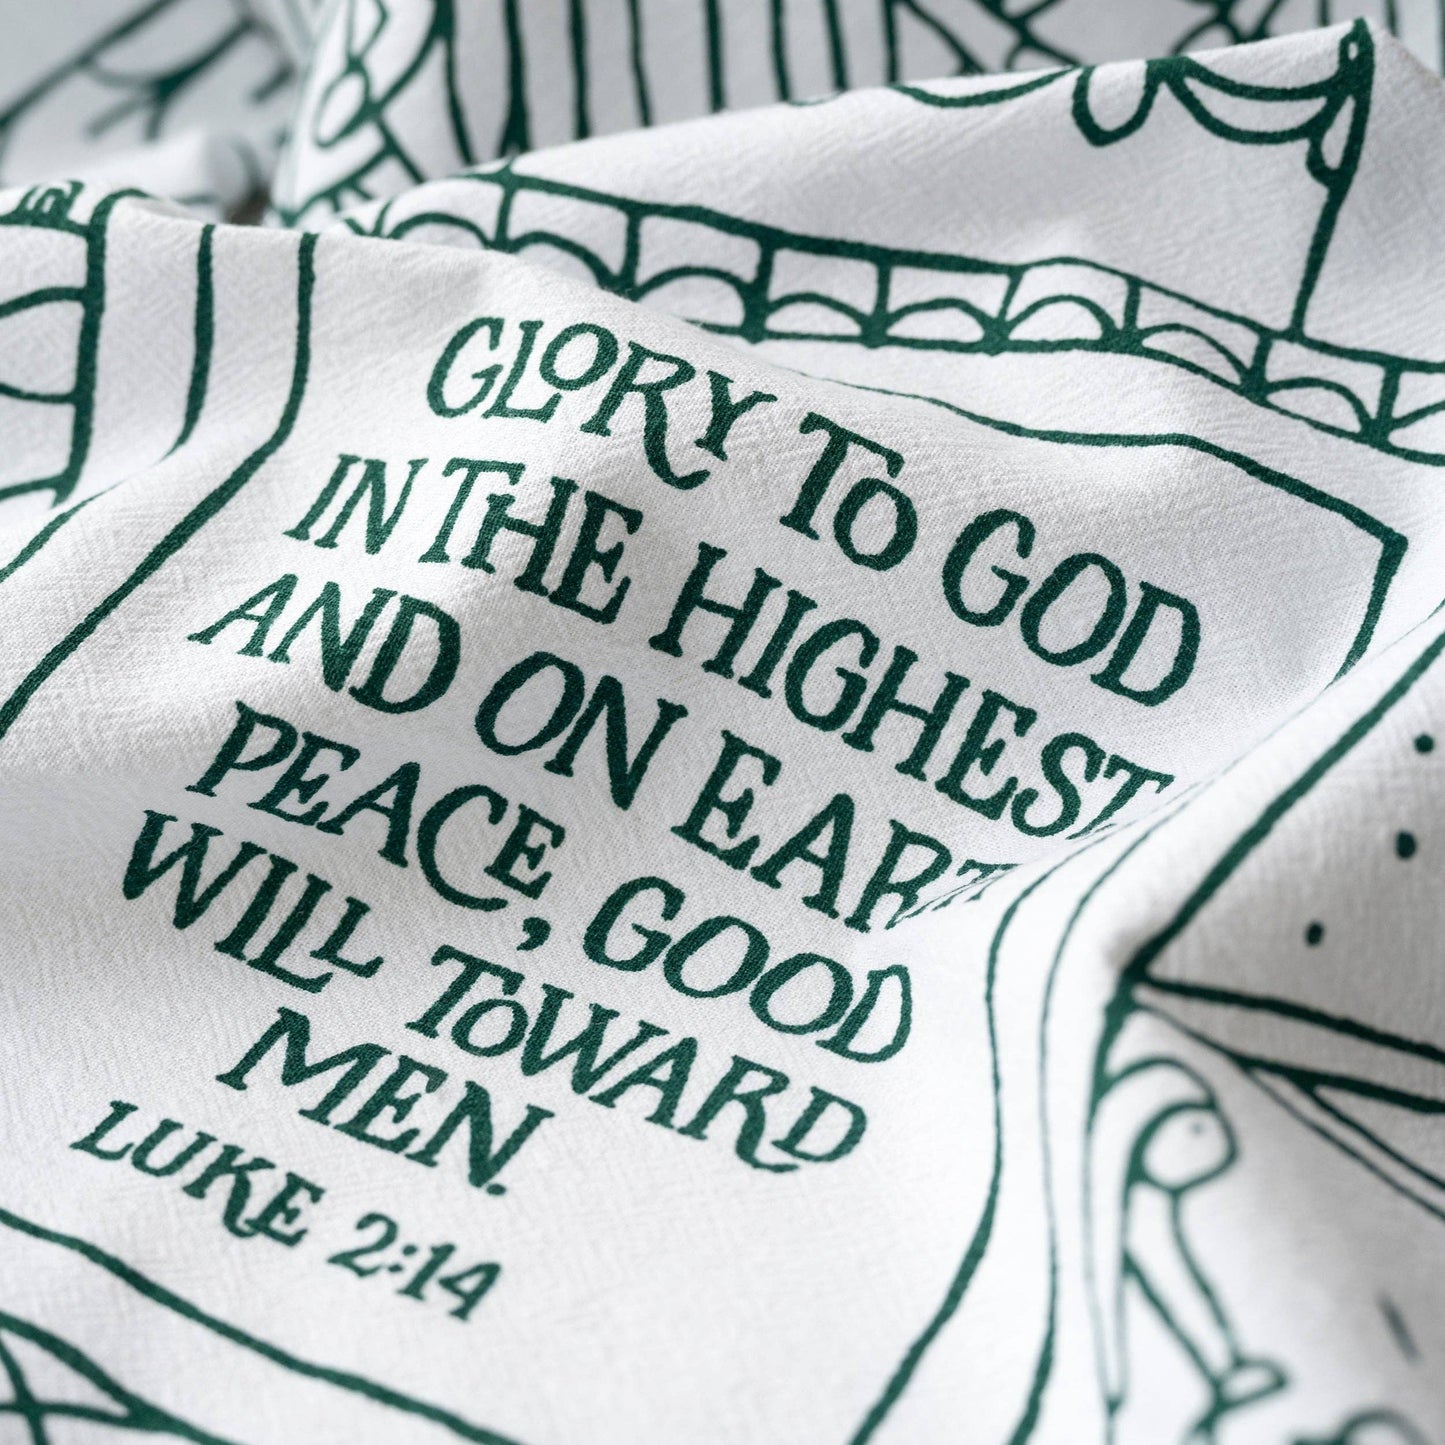 GLORY TO GOD
IN THE HIGHEST,
AND ON EARTH
PEACE, GOOD
WILL TOWARD
MEN.
LUKE 2:14